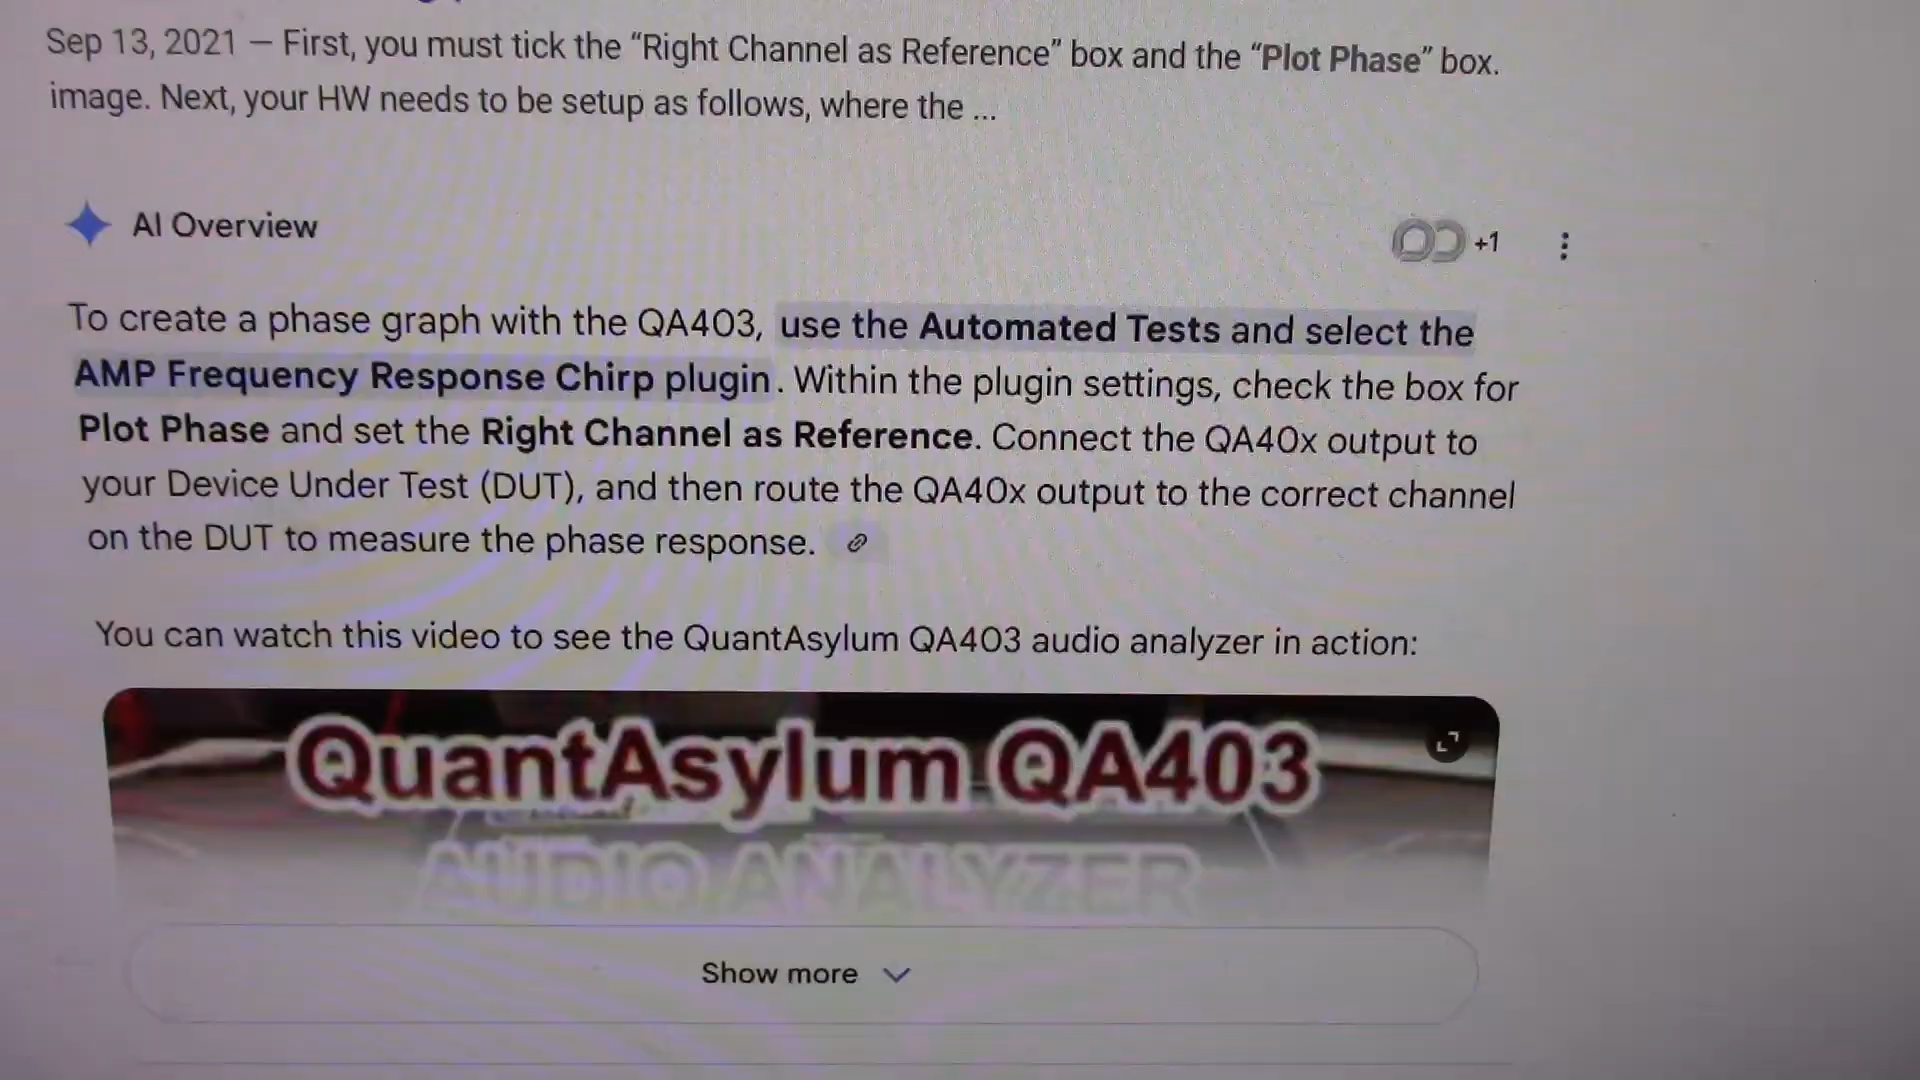 Sep 13, 2021 — First, you must tick the “Right Channel as Reference” box and the “Plot Phase” box.
image. Next, your HW needs to be setup as follows, where the ...
AI Overview
+1
To create a phase graph with the QA403, use the Automated Tests and select the
AMP Frequency Response Chirp plugin. Within the plugin settings, check the box for
Plot Phase and set the Right Channel as Reference. Connect the QA40x output to
your Device Under Test (DUT), and then route the QA40x output to the correct channel
on the DUT to measure the phase response.
You can watch this video to see the QuantAsylum QA403 audio analyzer in action:
QuantAsylum QA403
AUDIO ANALYZER
Show more